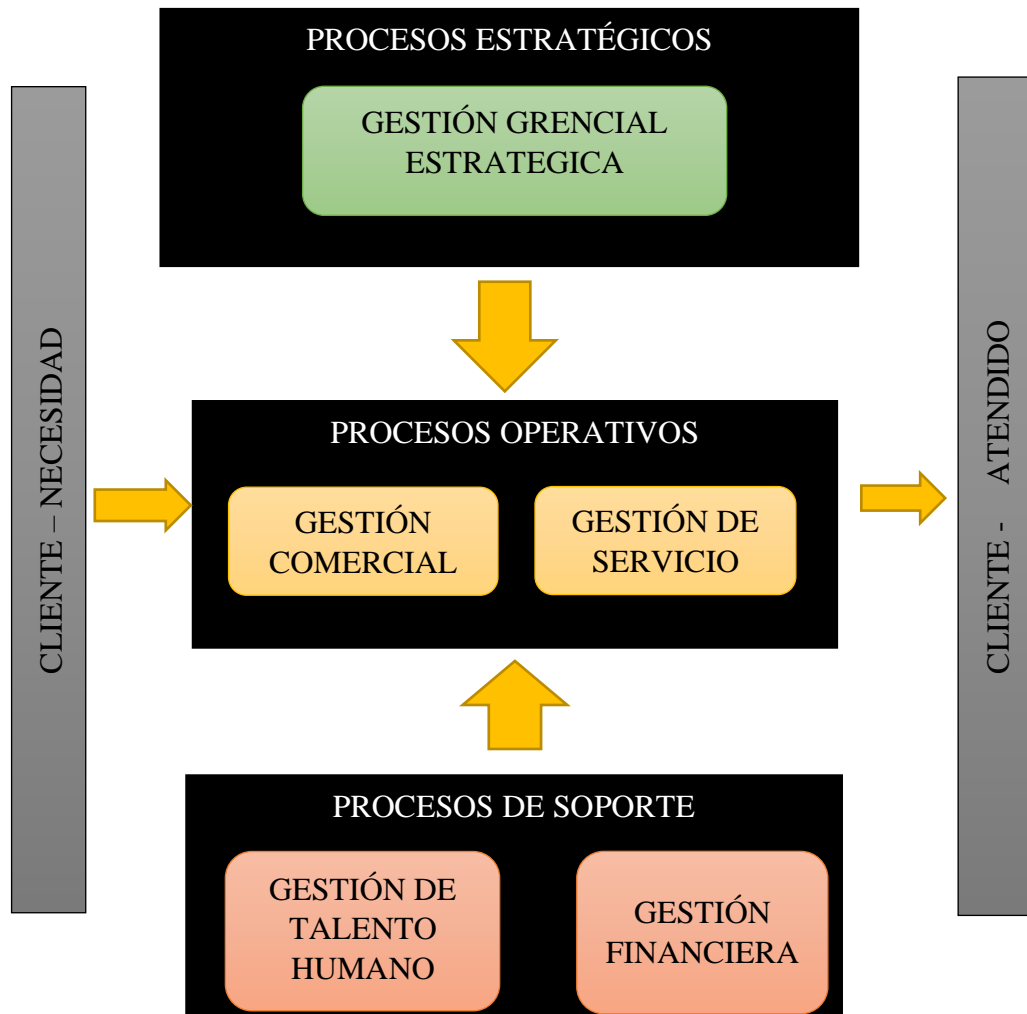 PROCESOS ESTRATÉGICOS
GESTIÓN GRENCIAL
ESTRATEGICA
CLIENTE – NECESIDAD
PROCESOS OPERATIVOS
GESTIÓN
COMERCIAL
GESTIÓN DE
SERVICIO
CLIENTE - ATENDIDO
PROCESOS DE SOPORTE
GESTIÓN DE
TALENTO
HUMANO
GESTIÓN
FINANCIERA